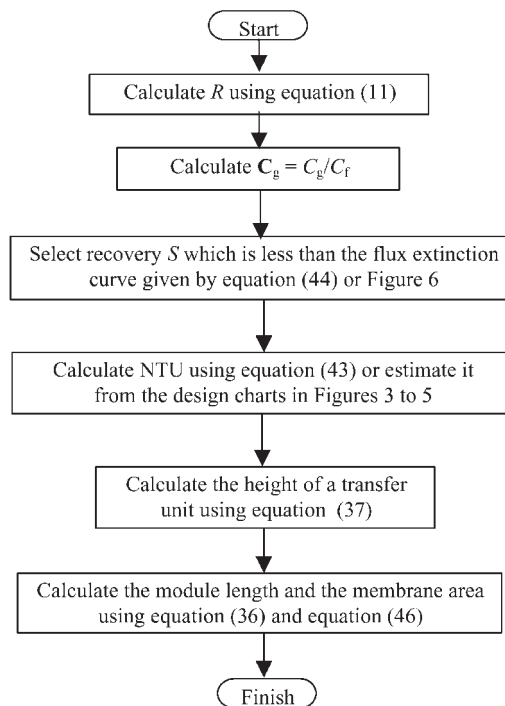 Start
Calculate R using equation (11)
Calculate C_g = C_g/C_f
Select recovery S which is less than the flux extinction
curve given by equation (44) or Figure 6
Calculate NTU using equation (43) or estimate it
from the design charts in Figures 3 to 5
Calculate the height of a transfer
unit using equation (37)
Calculate the module length and the membrane area
using equation (36) and equation (46)
Finish